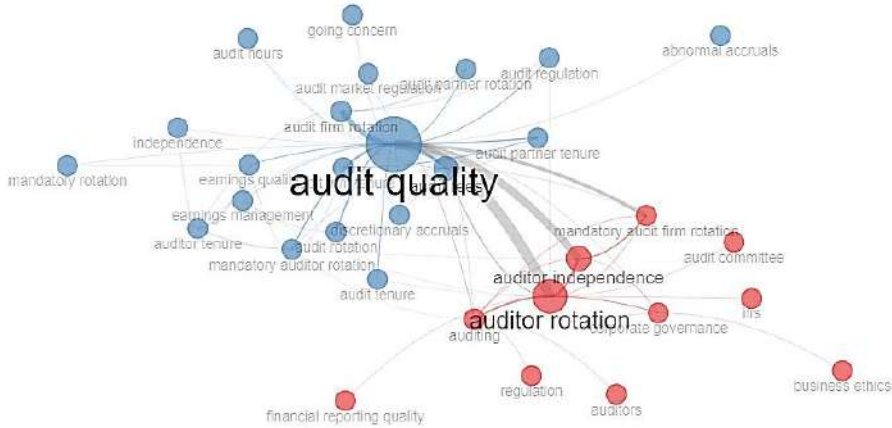 going concern
audit hours
abnormal accruals
audit regulation
audit partner rotation
audit market regulation
audit firm rotation
independence
audit partner tenure
mandatory rotation
earnings quality
audit quality
earnings management
mandatory audit firm rotation
discretionary accruals
auditor tenure
audit rotation
mandatory auditor rotation
audit committee
auditor independence
audit tenure
ifrs
auditor rotation
corporate governance
auditing
regulation
business ethics
auditors
financial reporting quality